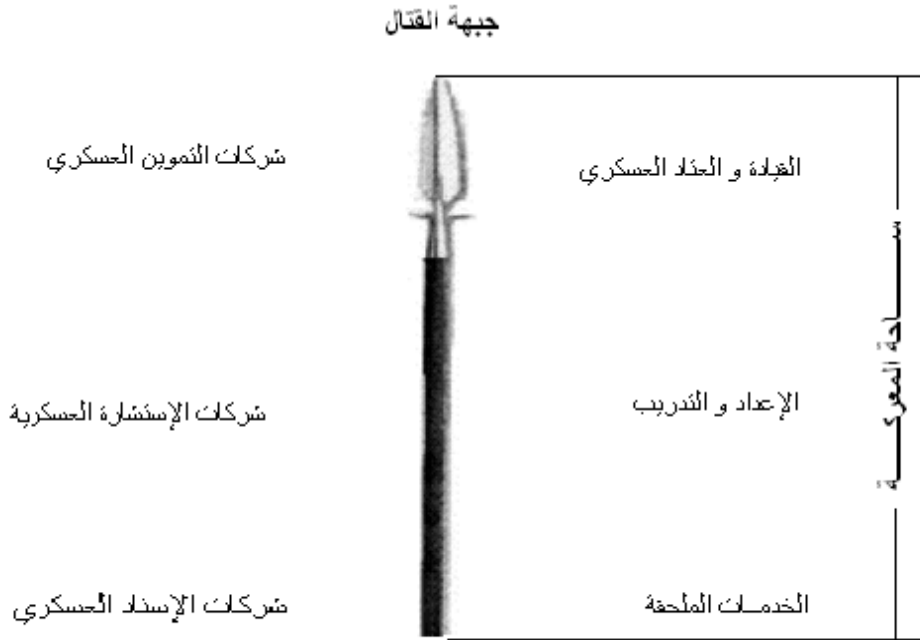 جبهة القتال
القيادة و العتاد العسكري
شركات التموين العسكري
ساحة المعركة
الإعداد و التدريب
شركات الإستشارة العسكرية
الخدمات الملحقة
شركات الإسناد العسكري